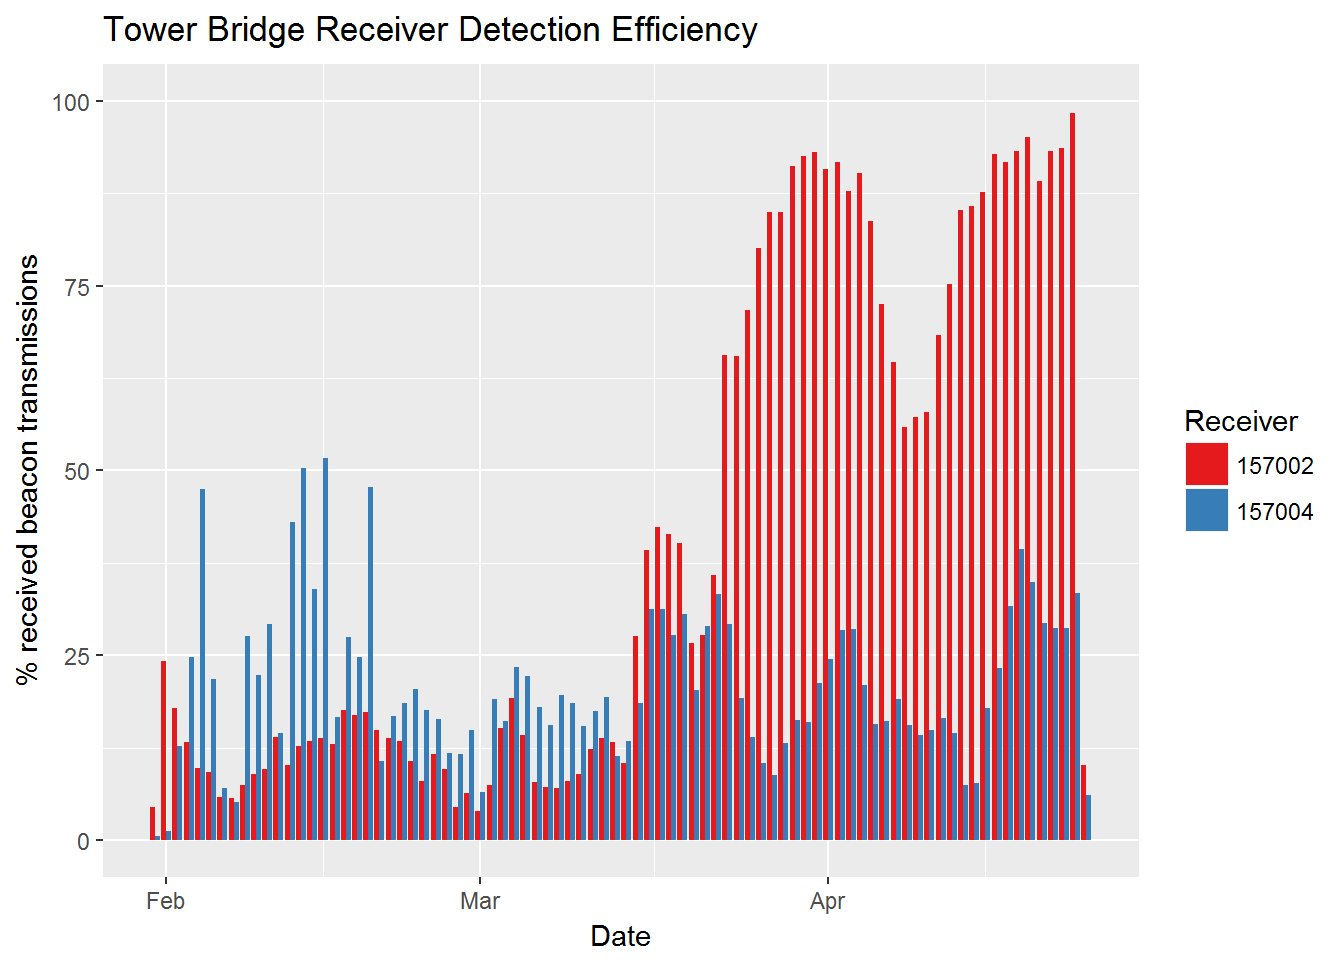 Tower Bridge Receiver Detection Efficiency
% received beacon transmissions
100
75
50
25
0
Feb
Mar
Apr
Date
Receiver
157002
157004